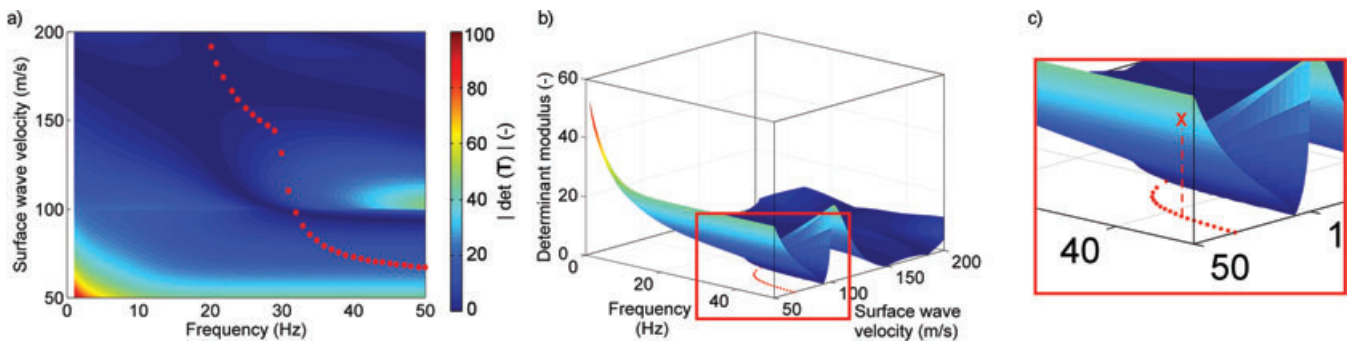 a)
200
150
100
50
Surface wave velocity (m/s)
0 10 20 30 40 50
Frequency (Hz)
100
80
60
40
20
0
| det (T) | (-)
b)
60
40
20
0
Determinant modulus (-)
0
20
40
Frequency
(Hz)
50
100
150
200
Surface wave
velocity (m/s)
c)
x
40
50
1